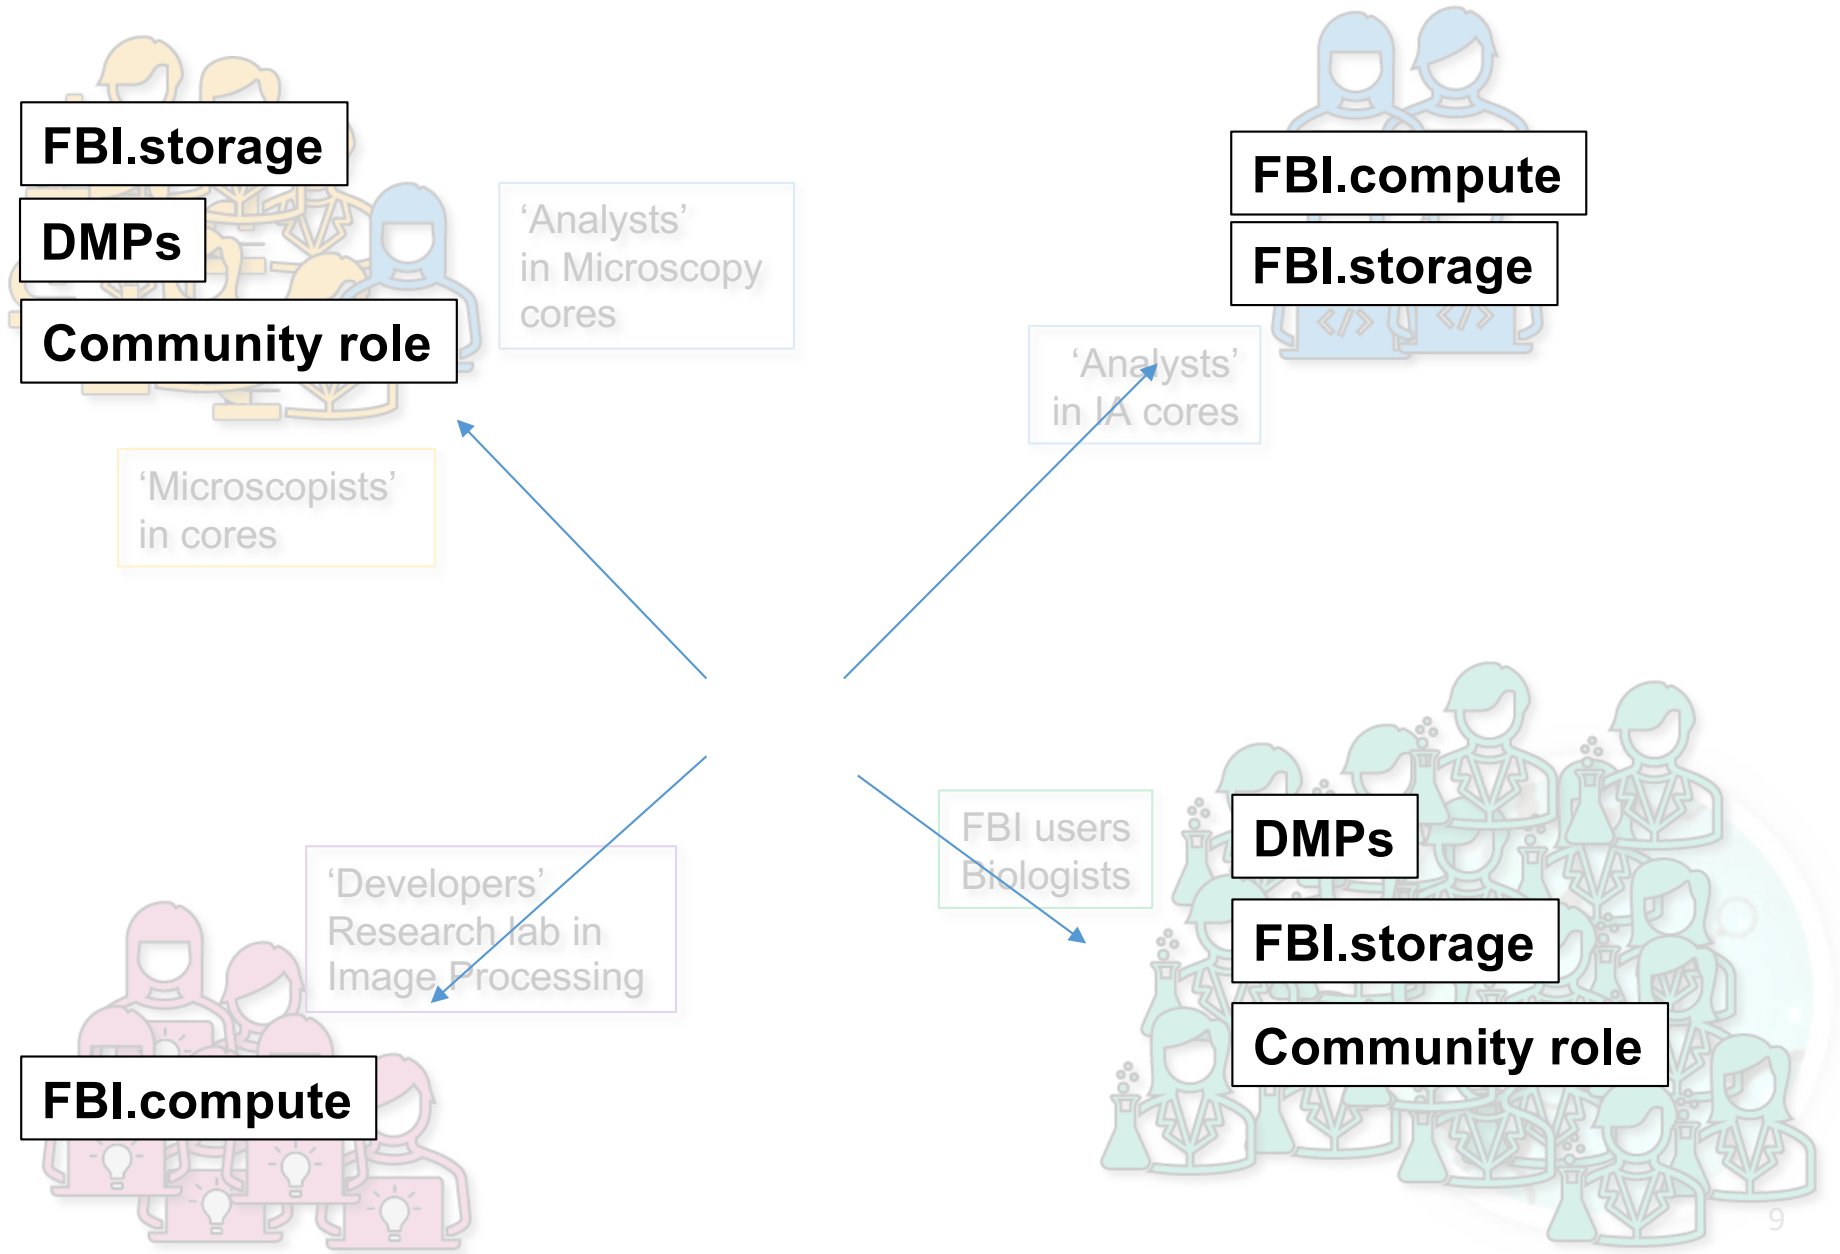 FBI.storage
DMPs
Community role
‘Analysts’
in Microscopy
cores
‘Microscopists’
in cores
FBI.compute
FBI.storage
‘Analysts’
in IA cores
‘Developers’
Research lab in
Image Processing
FBI.compute
FBI users
Biologists
DMPs
FBI.storage
Community role
</>
</>
9